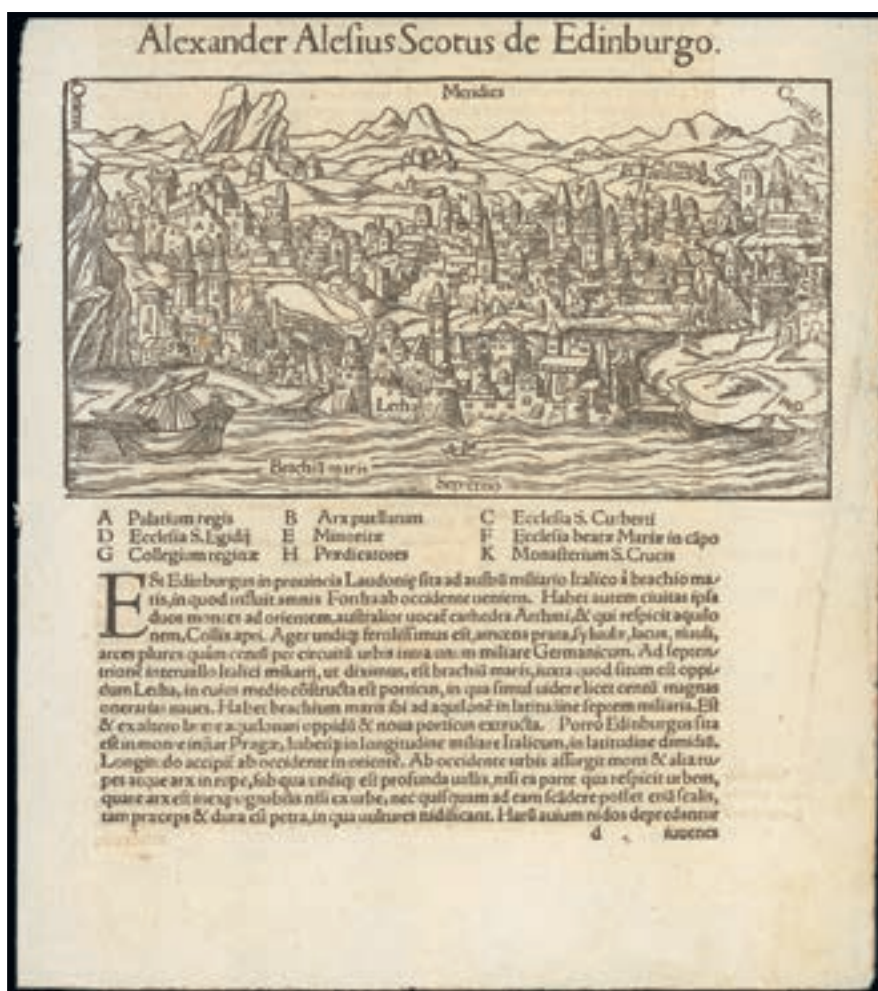 Alexander Alesius Scotus de Edinburgo.
Oriens
Meridies
Letha
Brachiũ maris
Septentrio
A Palatium regis B Arx puellarum C Ecclesia S. Cutberti
D Ecclesia S. Egidij E Minoritæ F Ecclesia beatæ Mariæ in cãpo
G Collegium reginæ H Prædicatores K Monasterium S. Crucis
ESt Edinburgus in prouincia Laudoniæ sita ad austrũ miliario Italico à brachio ma/
ris, in quod influit amnis Fortha ab occidente ueniens. Habet autem ciuitas ipsa
duos montes ad orientem, australior uocat̃ cathedra Arthuri, & qui respicit aquilo
nem, Collis apri. Ager undiq; feracissimus est, amœna prata, syluulæ, lacus, riuuli,
arces plures quàm centũ per circuitũ urbis intra unum miliare Germanicum. Ad septen/
trionẽ interuallo Italici miliarij, ut diximus, est brachiũ maris, iuxta quod situm est oppi/
dum Letha, in cuius medio cõstructa est porticus, in qua simul uidere licet centũ magnas
onerarias naues. Habet brachium maris ibi ad aquilonẽ in latitudine septem miliaria. Est
& ex altero latere aquilonari oppidũ & noua porticus extructa. Porrò Edinburgus sita
est in monte instar Pragæ, habetq; in longitudine miliare Italicum, in latitudine dimidiũ.
Longitudo accipit̃ ab occidente in orientẽ. Ab occidente urbis assurgit mons & alta ru/
pes atque arx in rupe, sub qua undiq; est profunda uallis, nisi ex parte qua respicit urbem,
quare arx est inexpugnabilis nisi ex urbe, nec quisquam ad eam scãdere posset etiã scalis,
tam præceps & dura est petra, in qua uultures nidificant. Harũ auium nidos deprædantur
d iuuenes